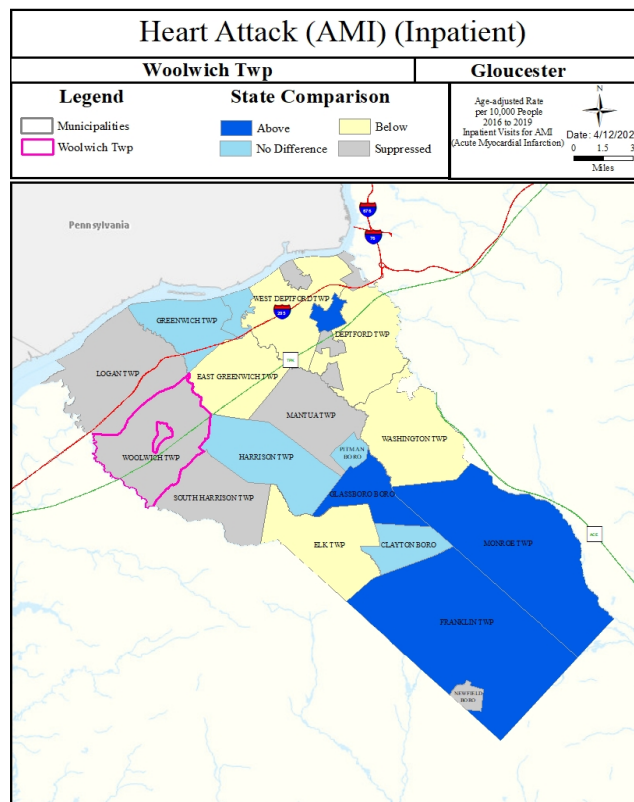 Heart Attack (AMI) (Inpatient)
Woolwich Twp
Gloucester
Legend
State Comparison
Municipalities
Woolwich Twp
Above
Below
No Difference
Suppressed
Age-adjusted Rate
per 10,000 People
2016 to 2019
Inpatient Visits for AMI
(Acute Myocardial Infarction)
N
Date: 4/12/202
0 1.5 3
Miles
Pennsylvania
676
76
WEST DEPTFORD TWP
GREENWICH TWP
295
DEPTFORD TWP
LOGAN TWP
EAST GREENWICH TWP
MANTUA TWP
WASHINGTON TWP
PITMAN
BORO
WOOLWICH TWP
HARRISON TWP
SOUTH HARRISON TWP
GLASSBORO BORO
ELK TWP
CLAYTON BORO
MONROE TWP
FRANKLIN TWP
NEWFIELD
BORO